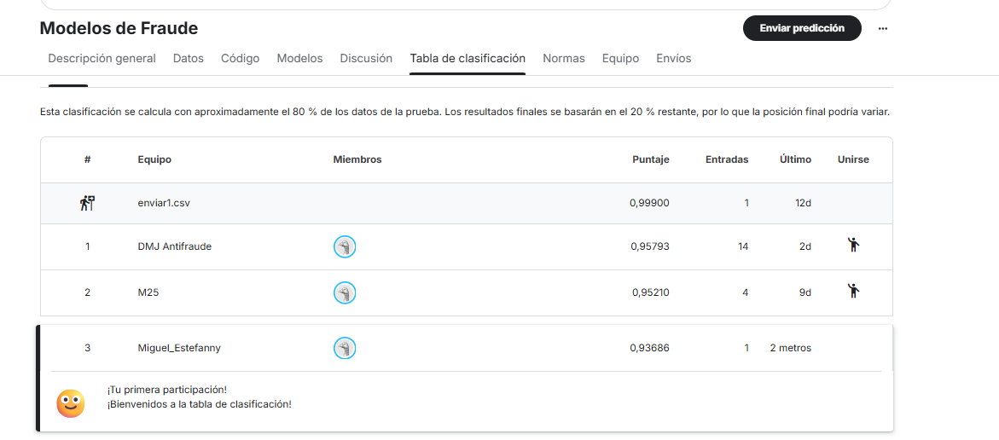 Modelos de Fraude
Enviar predicción
Descripción general Datos Código Modelos Discusión Tabla de clasificación Normas Equipo Envíos
Esta clasificación se calcula con aproximadamente el 80 % de los datos de la prueba. Los resultados finales se basarán en el 20 % restante, por lo que la posición final podría variar.
# Equipo Miembros Puntaje Entradas Último Unirse
enviar1.csv 0,99900 1 12d
1 DMJ Antifraude 0,95793 14 2d
2 M25 0,95210 4 9d
3 Miguel_Estefanny 0,93686 1 2 metros
¡Tu primera participación!
¡Bienvenidos a la tabla de clasificación!